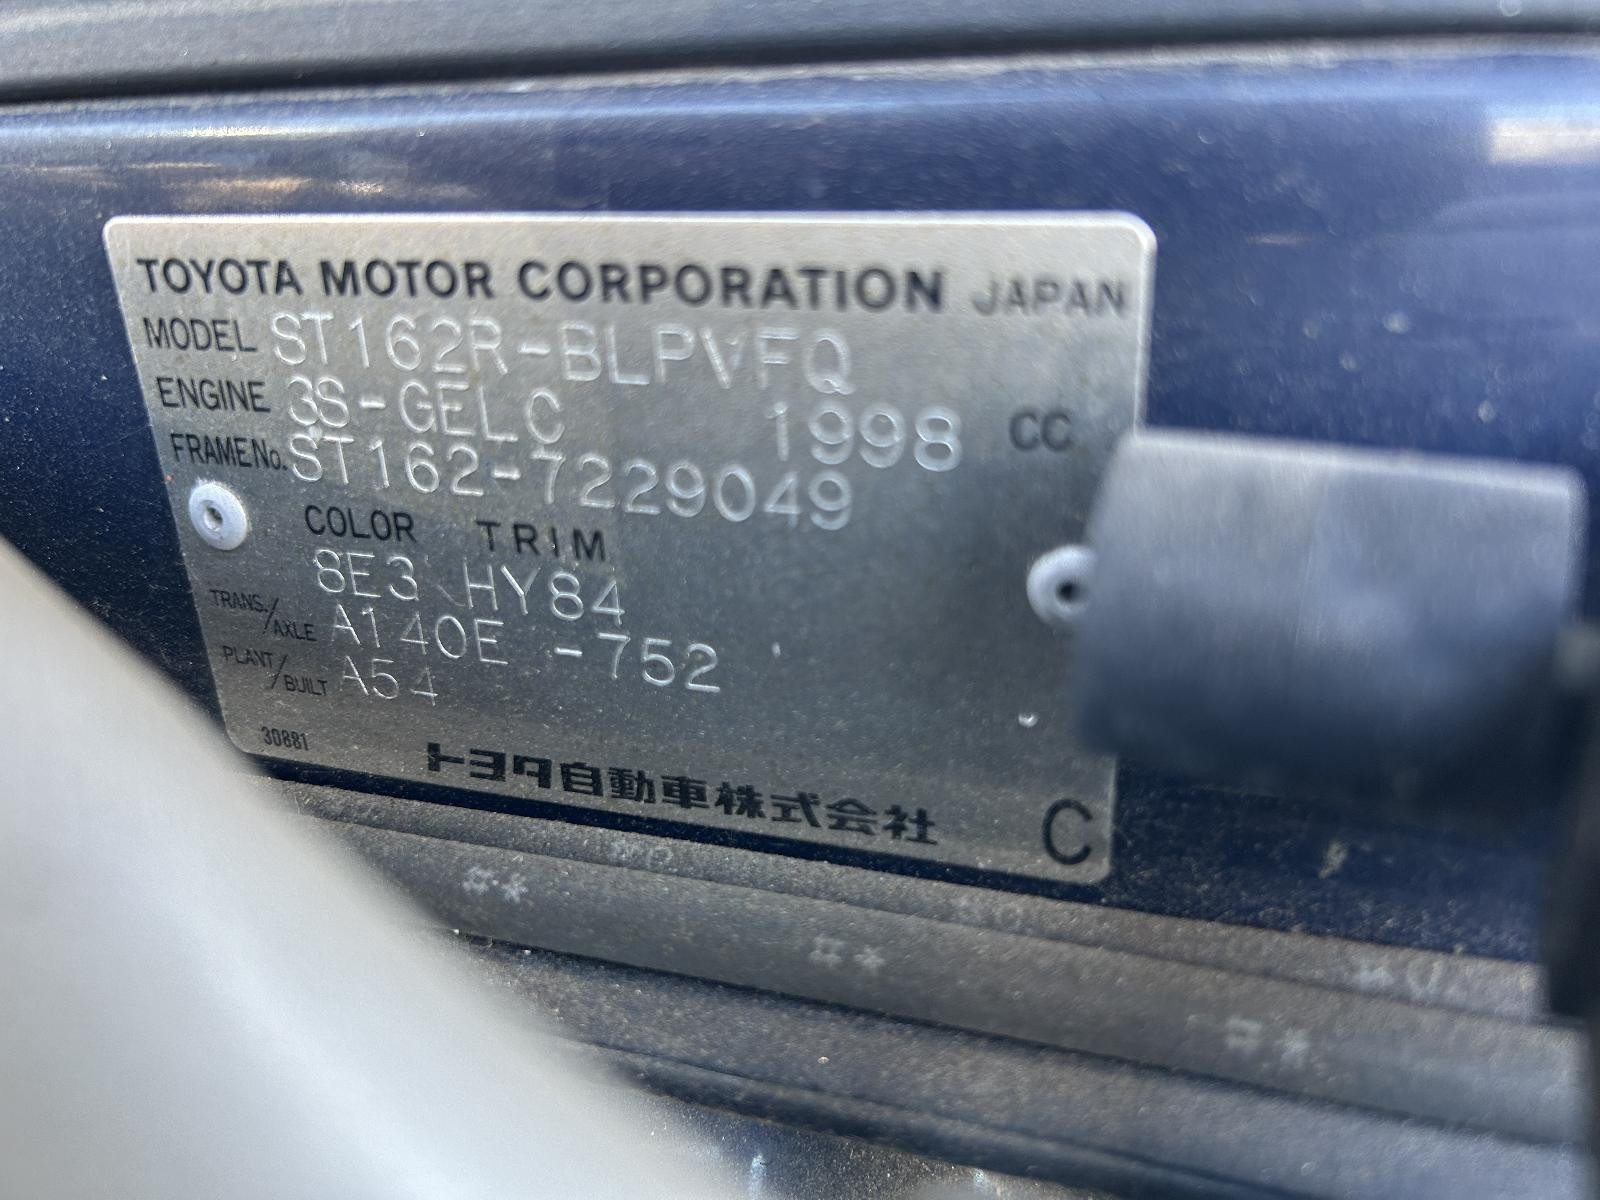 TOYOTA MOTOR CORPORATION JAPAN
MODEL ST162R-BLPVFQ
ENGINE 3S-GELC 1998 CC
FRAME No. ST162-7229049
COLOR TRIM
8E3 HY84
TRANS./AXLE A140E -752
PLANT/BUILT A54
30881
トヨタ自動車株式会社
C